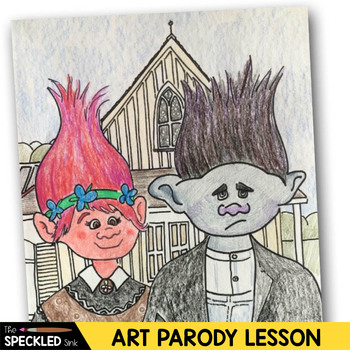 The
SPECKLED
Sink
ART PARODY LESSON